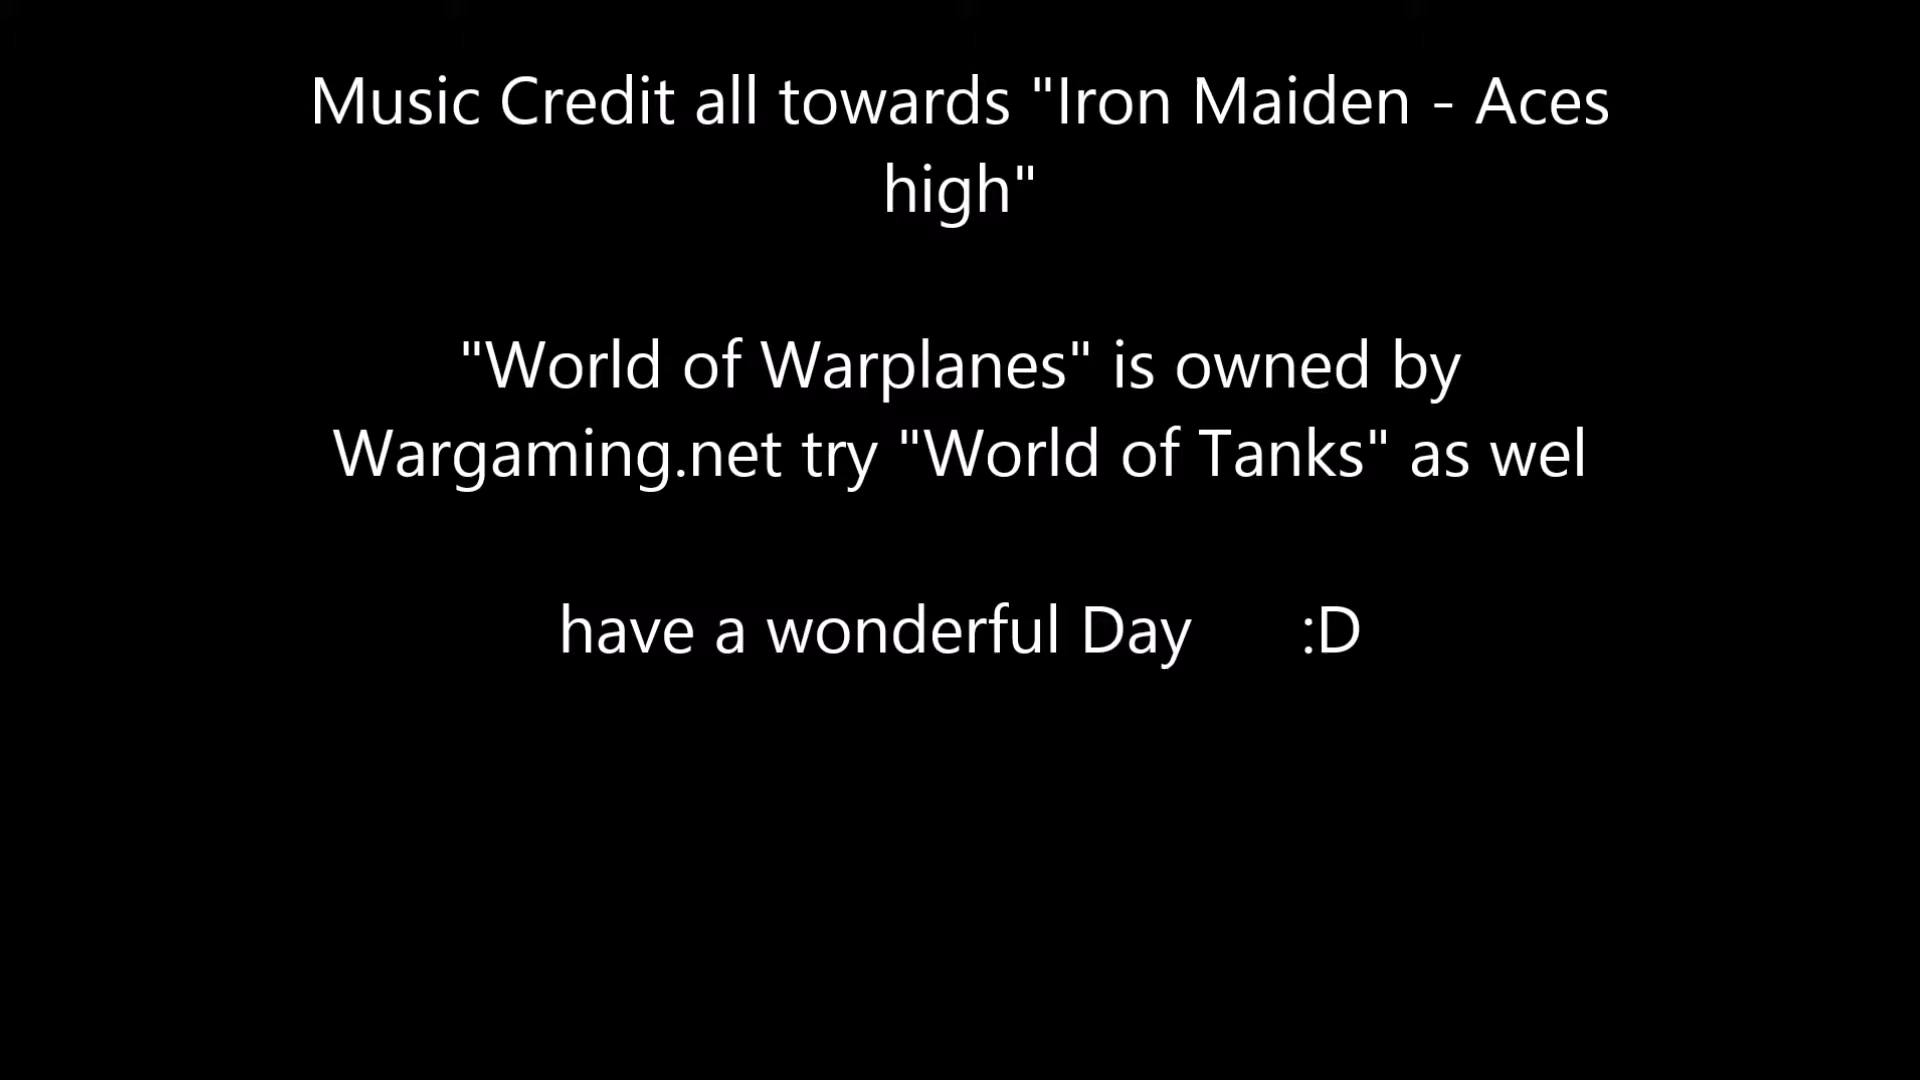 Music Credit all towards "Iron Maiden - Aces
high"
"World of Warplanes" is owned by
Wargaming.net try "World of Tanks" as wel
have a wonderful Day :D